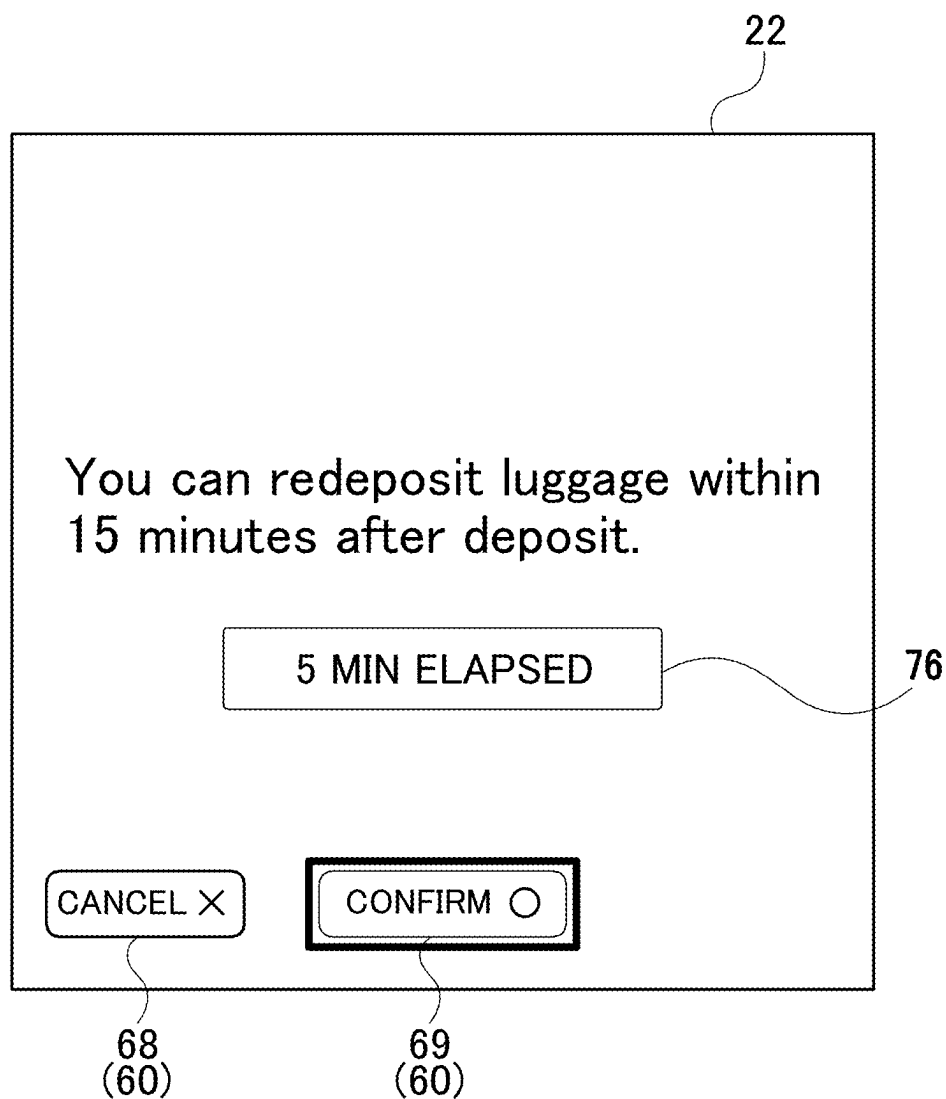 22
You can redeposit luggage within
15 minutes after deposit.
5 MIN ELAPSED
76
CANCEL ×
CONFIRM ○
68
(60)
69
(60)